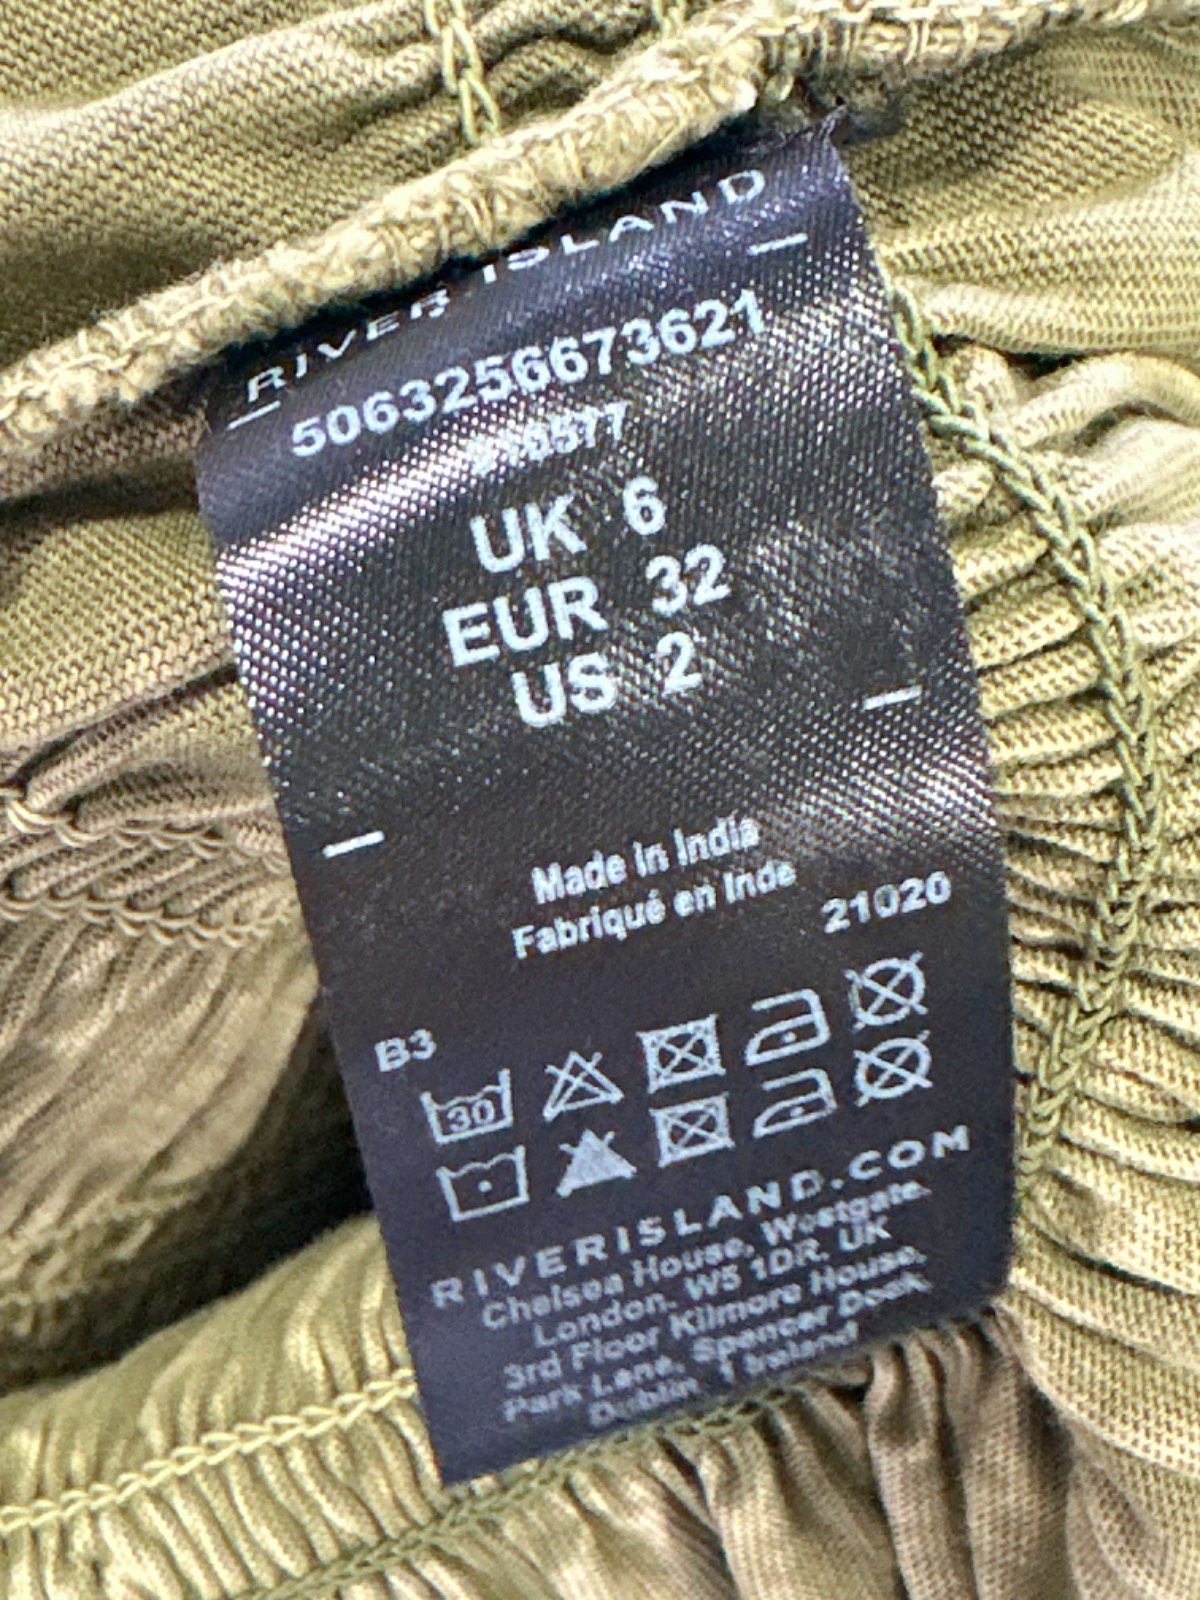 RIVER ISLAND
5063256673621
UK 6
EUR 32
US 2
Made in India
Fabriqué en Inde
21020
B3
30
RIVERISLAND.COM
Chelsea House, Westgate,
London, W5 1DR, UK
3rd Floor Kilmore House,
Park Lane, Spencer Dock
Dublin, 1 Ireland